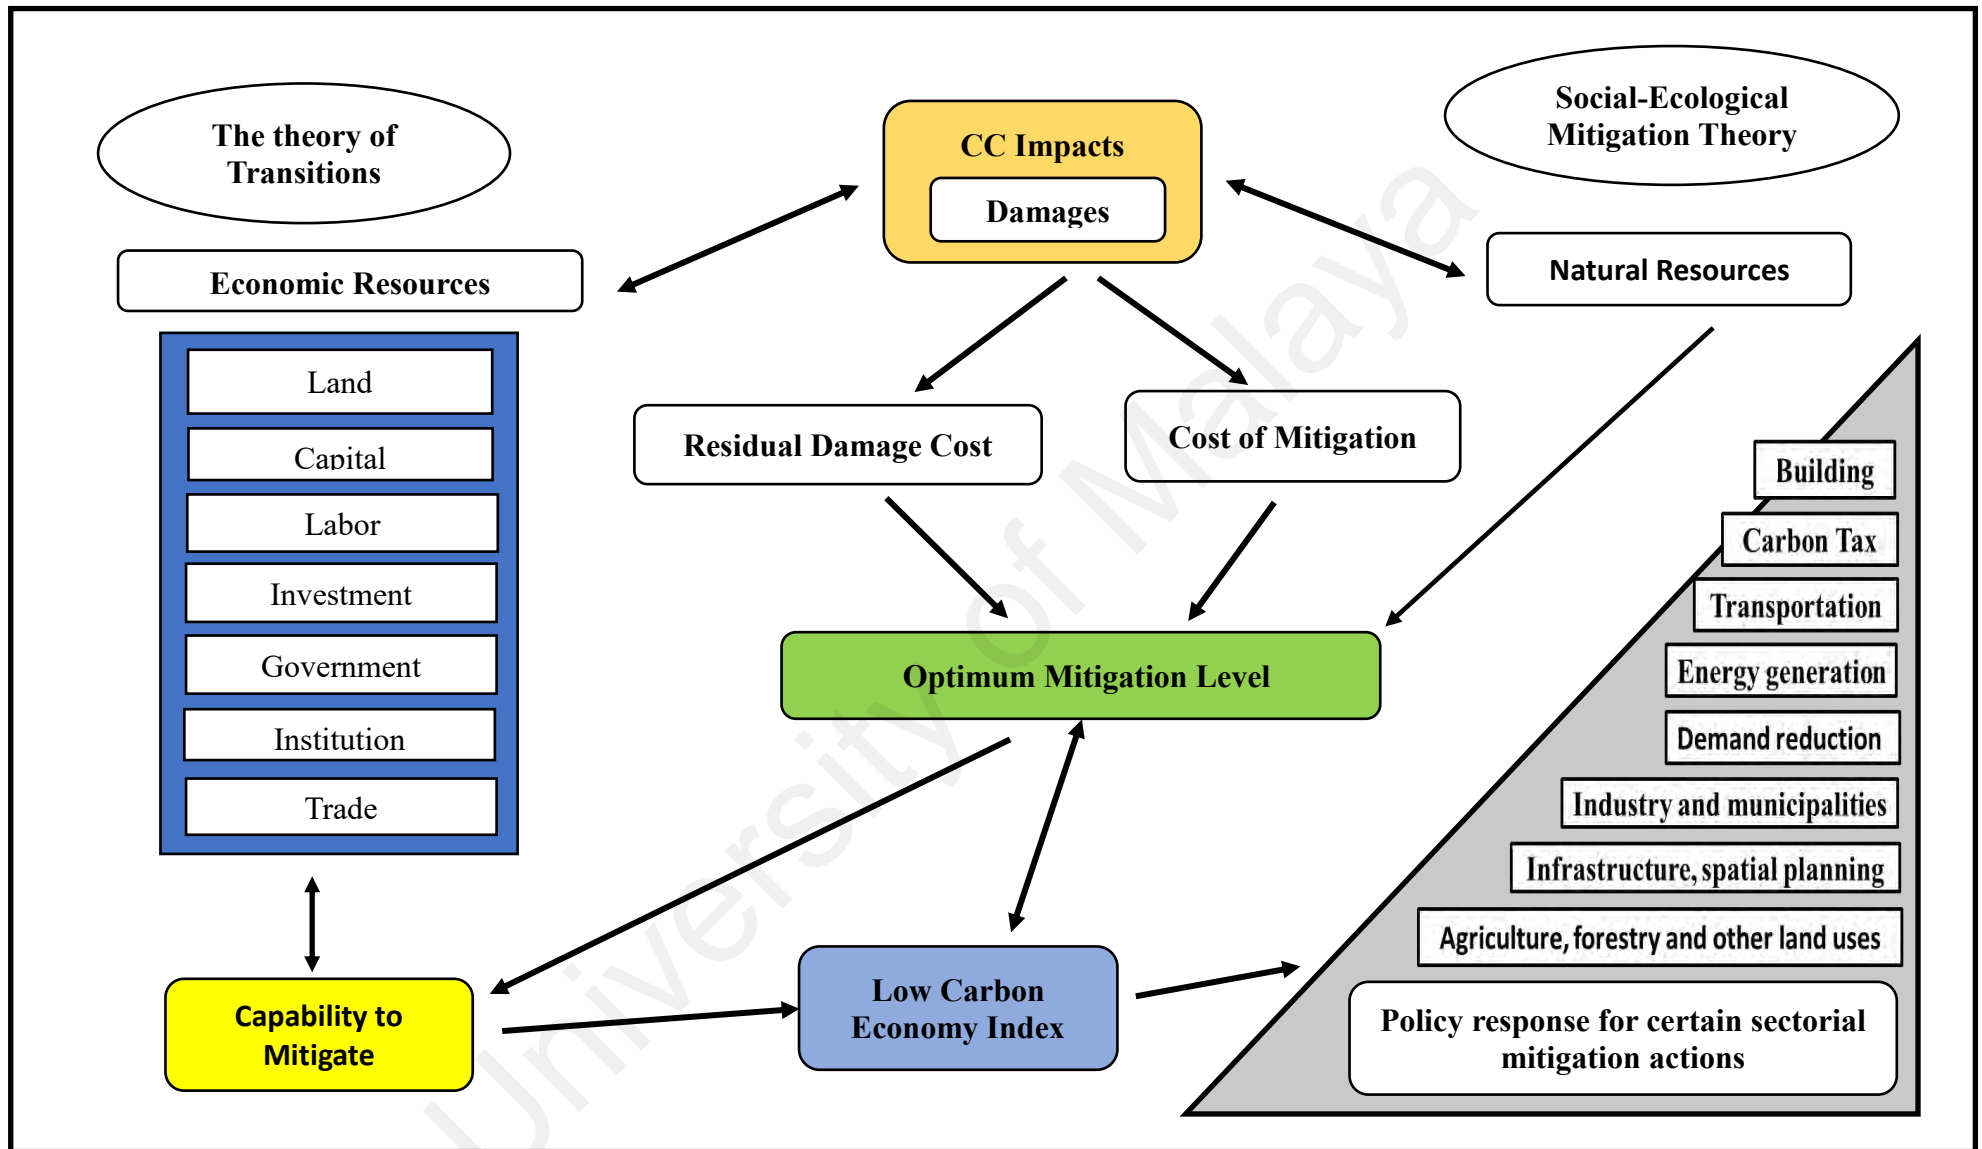 The theory of
Transitions
Social-Ecological
Mitigation Theory
CC Impacts
Damages
Economic Resources
Natural Resources
Land
Capital
Labor
Investment
Government
Institution
Trade
Residual Damage Cost
Cost of Mitigation
Optimum Mitigation Level
Building
Carbon Tax
Transportation
Energy generation
Demand reduction
Industry and municipalities
Infrastructure, spatial planning
Agriculture, forestry and other land uses
Policy response for certain sectorial
mitigation actions
Capability to
Mitigate
Low Carbon
Economy Index
University of Malaya